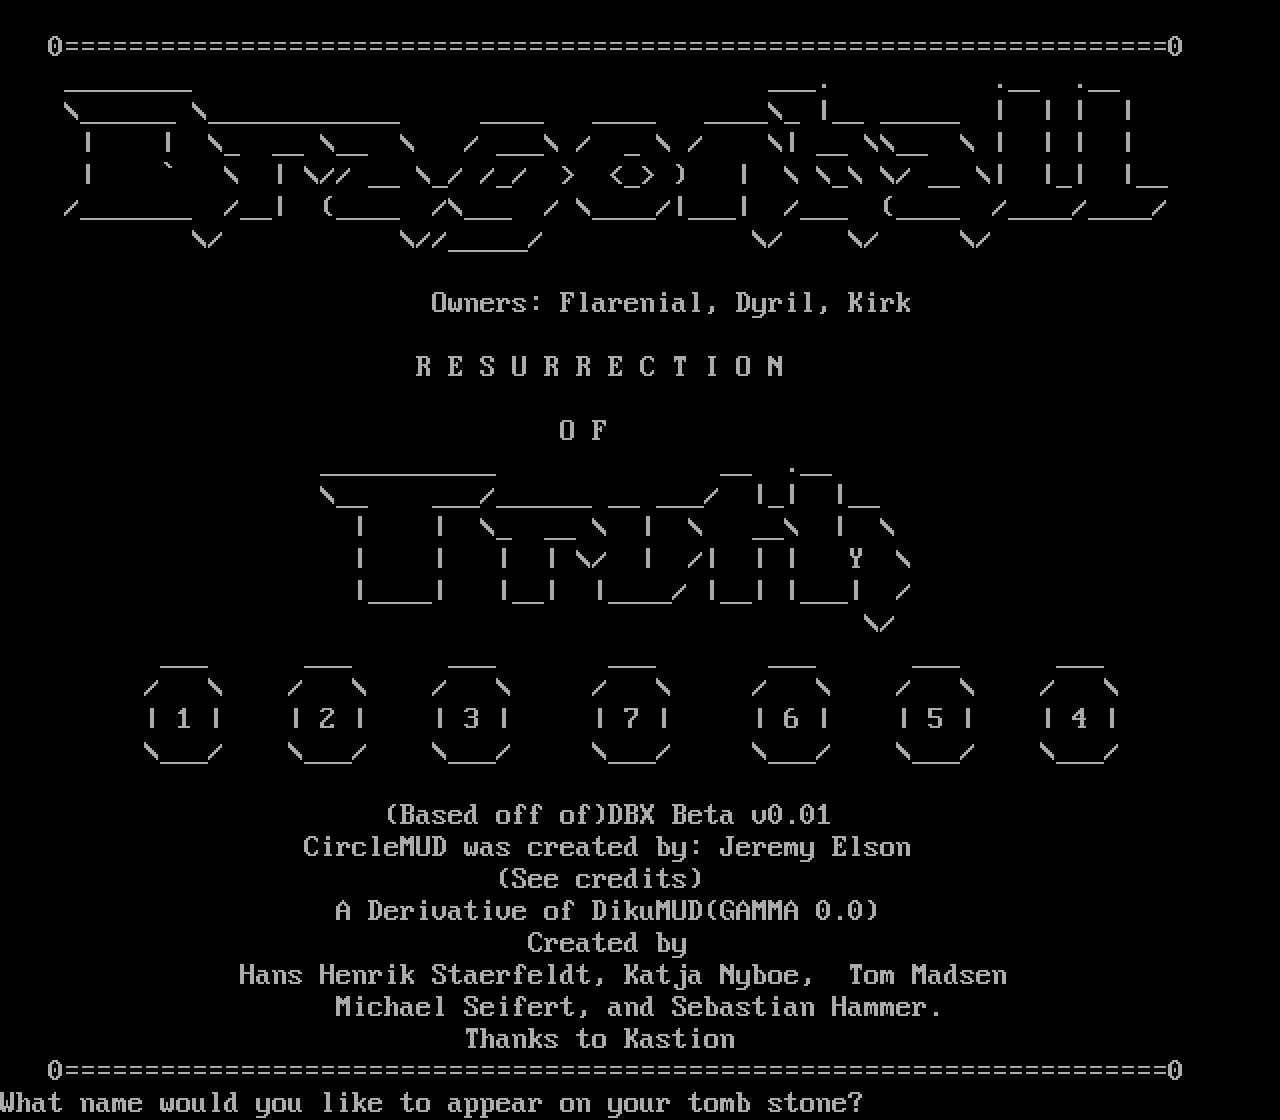 0=====================================================================0
Dragonball
Owners: Flarenial, Dyril, Kirk
R E S U R R E C T I O N
O F
Truth
1 2 3 7 6 5 4
(Based off of)DBX Beta v0.01
CircleMUD was created by: Jeremy Elson
(See credits)
A Derivative of DikuMUD(GAMMA 0.0)
Created by
Hans Henrik Staerfeldt, Katja Nyboe,  Tom Madsen
Michael Seifert, and Sebastian Hammer.
Thanks to Kastion
0=====================================================================0
What name would you like to appear on your tomb stone?